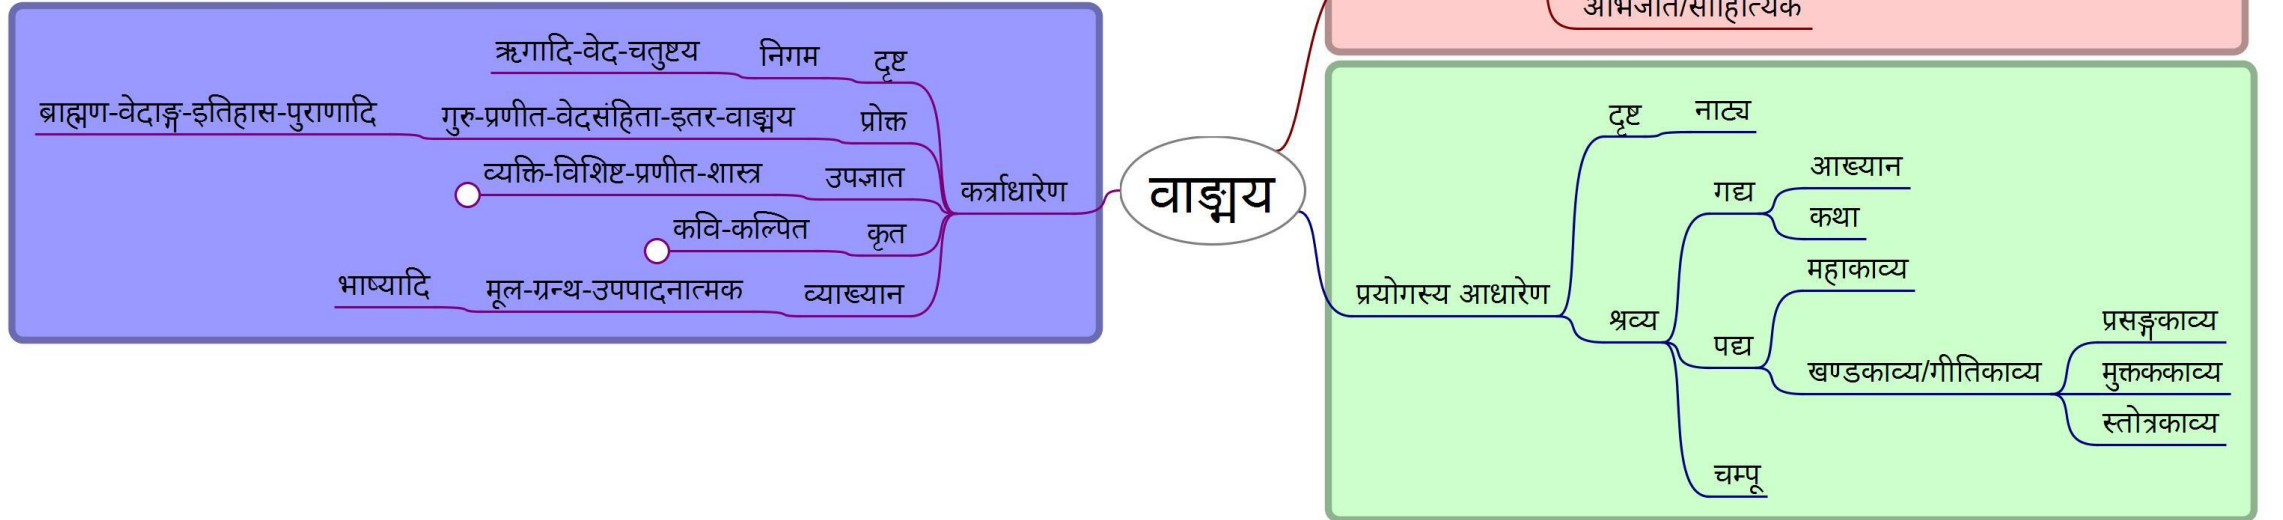 ऋगादि-वेद-चतुष्टय निगम दृष्ट
ब्राह्मण-वेदाङ्ग-इतिहास-पुराणादि गुरु-प्रणीत-वेदसंहिता-इतर-वाङ्मय प्रोक्त
व्यक्ति-विशिष्ट-प्रणीत-शास्त्र उपज्ञात
कर्त्राधारेण
कवि-कल्पित कृत
भाष्यादि मूल-ग्रन्थ-उपपादनात्मक व्याख्यान
वाङ्मय
अभिजात/साहित्यिक
प्रयोगस्य आधारेण
दृष्ट नाट्य
श्रव्य
गद्य
आख्यान
कथा
पद्य
महाकाव्य
खण्डकाव्य/गीतिकाव्य
प्रसङ्गकाव्य
मुक्तककाव्य
स्तोत्रकाव्य
चम्पू